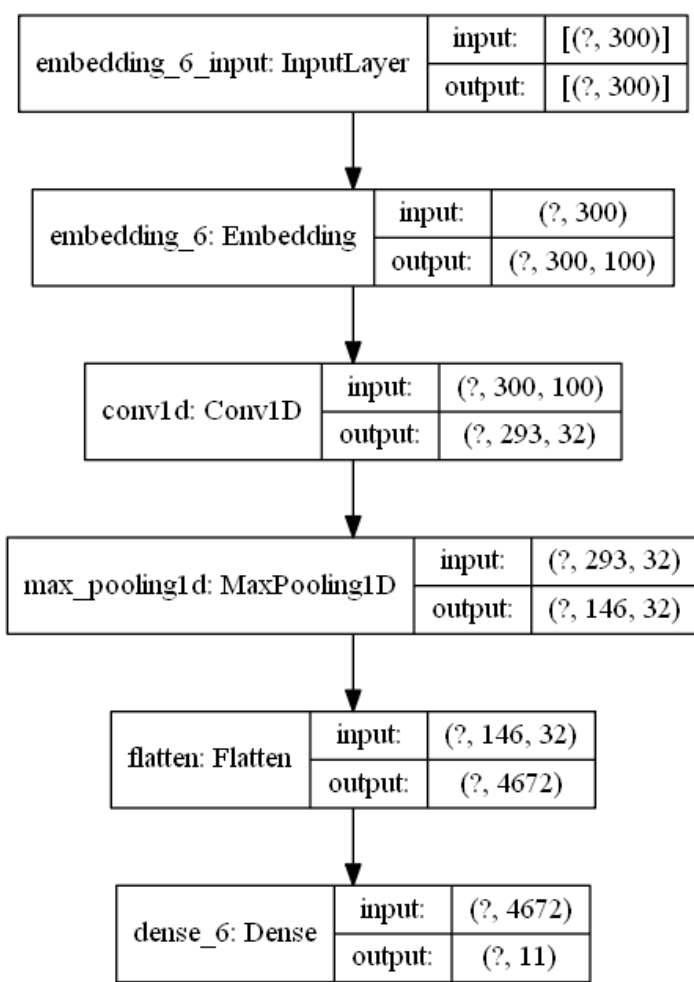 embedding_6_input: InputLayer
input:
[(?, 300)]
output:
[(?, 300)]
embedding_6: Embedding
input:
(?, 300)
output:
(?, 300, 100)
conv1d: Conv1D
input:
(?, 300, 100)
output:
(?, 293, 32)
max_pooling1d: MaxPooling1D
input:
(?, 293, 32)
output:
(?, 146, 32)
flatten: Flatten
input:
(?, 146, 32)
output:
(?, 4672)
dense_6: Dense
input:
(?, 4672)
output:
(?, 11)